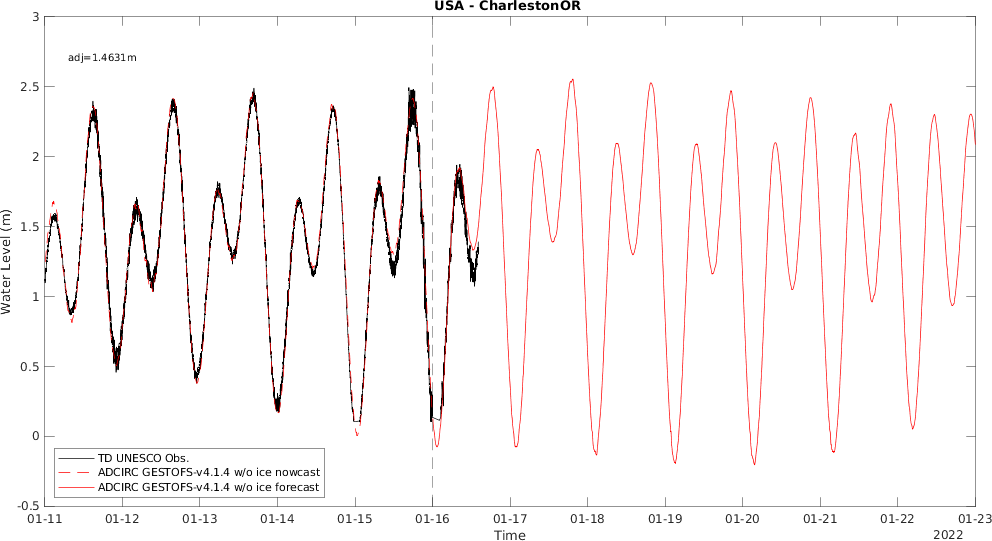 USA - CharlestonOR
adj=1.4631m
3
2.5
2
1.5
1
0.5
0
-0.5
Water Level (m)
TD UNESCO Obs.
ADCIRC GESTOFS-v4.1.4 w/o ice nowcast
ADCIRC GESTOFS-v4.1.4 w/o ice forecast
01-11 01-12 01-13 01-14 01-15 01-16 01-17 01-18 01-19 01-20 01-21 01-22 01-23
Time
2022